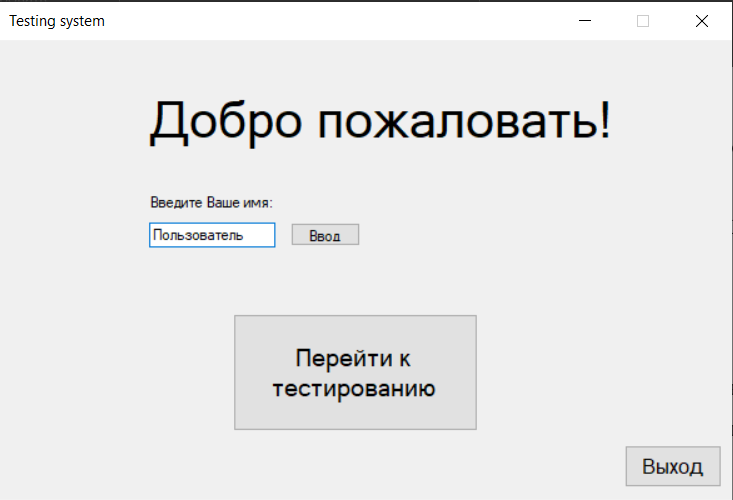 Testing system
Добро пожаловать!
Введите Ваше имя:
Пользователь
Ввод
Перейти к
тестированию
Выход